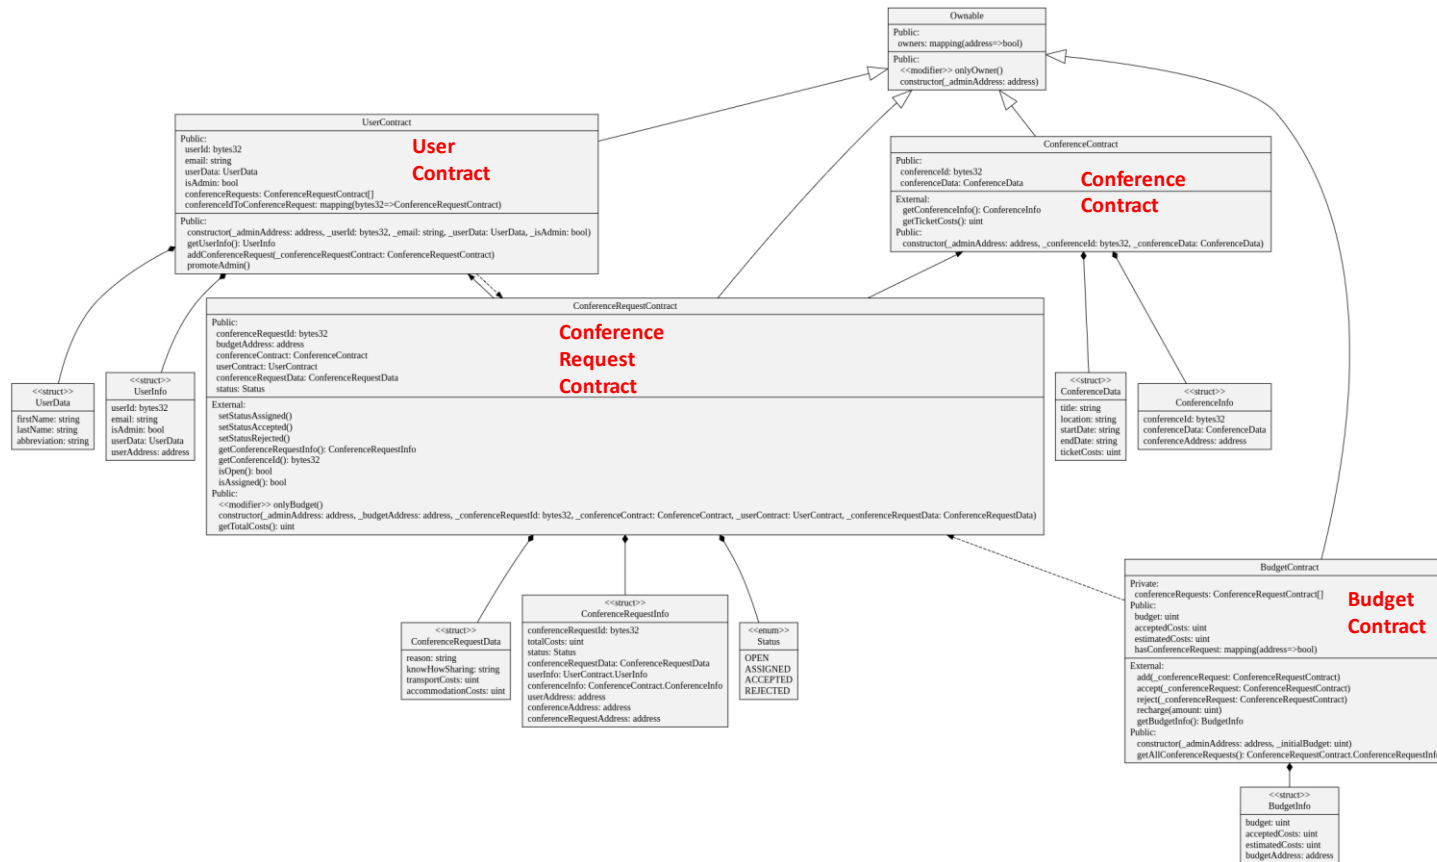 Ownable
Public:
owners: mapping(address=>bool)
Public:
<<modifier>> onlyOwner()
constructor(_adminAddress: address)
UserContract
Public:
userId: bytes32
email: string
userData: UserData
isAdmin: bool
conferenceRequests: ConferenceRequestContract[]
conferenceIdToConferenceRequest: mapping(bytes32=>ConferenceRequestContract)
Public:
constructor(_adminAddress: address, _userId: bytes32, _email: string, _userData: UserData, _isAdmin: bool)
getUserInfo(): UserInfo
addConferenceRequest(_conferenceRequestContract: ConferenceRequestContract)
promoteAdmin()
User
Contract
ConferenceContract
Public:
conferenceId: bytes32
conferenceData: ConferenceData
External:
getConferenceInfo(): ConferenceInfo
getTicketCosts(): uint
Public:
constructor(_adminAddress: address, _conferenceId: bytes32, _conferenceData: ConferenceData)
Conference
Contract
ConferenceRequestContract
Public:
conferenceRequestId: bytes32
budgetAddress: address
conferenceContract: ConferenceContract
userContract: UserContract
conferenceRequestData: ConferenceRequestData
status: Status
External:
setStatusAssigned()
setStatusAccepted()
setStatusRejected()
getConferenceRequestInfo(): ConferenceRequestInfo
getConferenceId(): bytes32
isOpen(): bool
isAssigned(): bool
Public:
<<modifier>> onlyBudget()
constructor(_adminAddress: address, _budgetAddress: address, _conferenceRequestId: bytes32, _conferenceContract: ConferenceContract, _userContract: UserContract, _conferenceRequestData: ConferenceRequestData)
getTotalCosts(): uint
Conference
Request
Contract
<<struct>>
UserData
firstName: string
lastName: string
abbreviation: string
<<struct>>
UserInfo
userId: bytes32
email: string
isAdmin: bool
userData: UserData
userAddress: address
<<struct>>
ConferenceData
title: string
location: string
startDate: string
endDate: string
ticketCosts: uint
<<struct>>
ConferenceInfo
conferenceId: bytes32
conferenceData: ConferenceData
conferenceAddress: address
<<struct>>
ConferenceRequestData
reason: string
knowHowSharing: string
transportCosts: uint
accommodationCosts: uint
<<struct>>
ConferenceRequestInfo
conferenceRequestId: bytes32
totalCosts: uint
status: Status
conferenceRequestData: ConferenceRequestData
userInfo: UserContract.UserInfo
conferenceInfo: ConferenceContract.ConferenceInfo
userAddress: address
conferenceAddress: address
conferenceRequestAddress: address
<<enum>>
Status
OPEN
ASSIGNED
ACCEPTED
REJECTED
BudgetContract
Private:
conferenceRequests: ConferenceRequestContract[]
Public:
budget: uint
acceptedCosts: uint
estimatedCosts: uint
hasConferenceRequest: mapping(address=>bool)
External:
add(_conferenceRequest: ConferenceRequestContract)
accept(_conferenceRequest: ConferenceRequestContract)
reject(_conferenceRequest: ConferenceRequestContract)
recharge(amount: uint)
getBudgetInfo(): BudgetInfo
Public:
constructor(_adminAddress: address, _initialBudget: uint)
getAllConferenceRequests(): ConferenceRequestContract.ConferenceRequestInfo
Budget
Contract
<<struct>>
BudgetInfo
budget: uint
acceptedCosts: uint
estimatedCosts: uint
budgetAddress: address